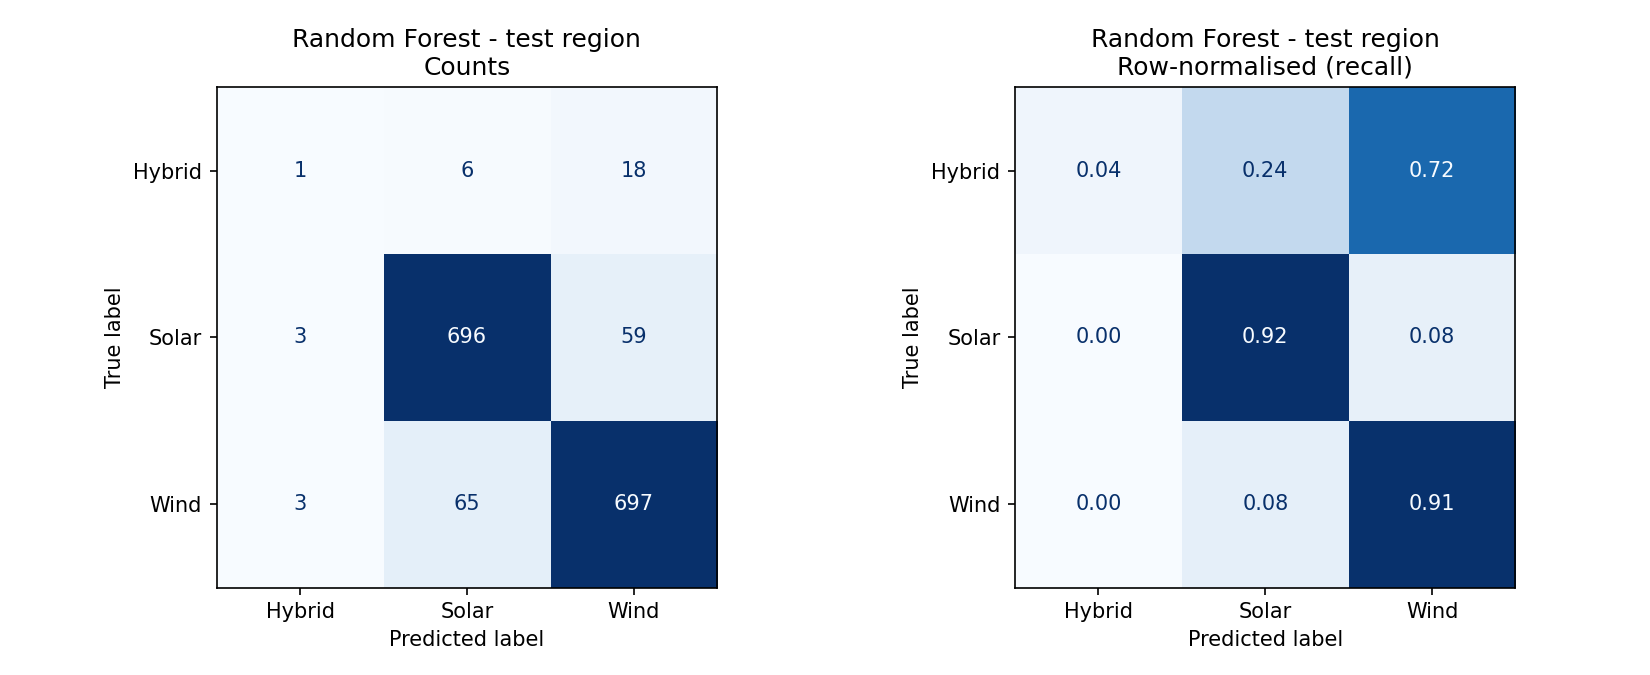 Random Forest - test region
Counts
True label
Hybrid
1 6 18
Solar
3 696 59
Wind
3 65 697
Hybrid Solar Wind
Predicted label
Random Forest - test region
Row-normalised (recall)
True label
Hybrid
0.04 0.24 0.72
Solar
0.00 0.92 0.08
Wind
0.00 0.08 0.91
Hybrid Solar Wind
Predicted label